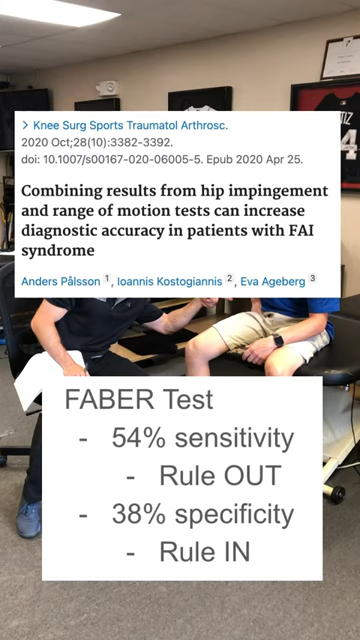 > Knee Surg Sports Traumatol Arthrosc.
2020 Oct;28(10):3382-3392.
doi: 10.1007/s00167-020-06005-5. Epub 2020 Apr 25.
Combining results from hip impingement
and range of motion tests can increase
diagnostic accuracy in patients with FAI
syndrome
Anders Pålsson 1, Ioannis Kostogiannis 2, Eva Ageberg 3
FABER Test
- 54% sensitivity
- Rule OUT
- 38% specificity
- Rule IN